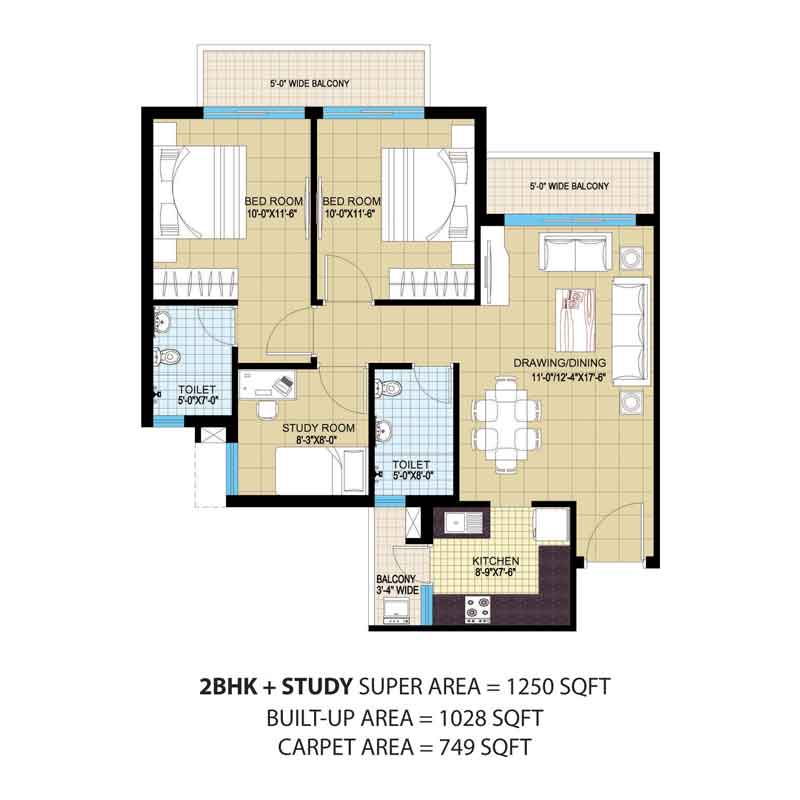 5'-0" WIDE BALCONY
5'-0" WIDE BALCONY
BED ROOM
10'-0"X11'-6"
BED ROOM
10'-0"X11'-6"
DRAWING/DINING
11'-0"/12'-4"X17'-6"
TOILET
5'-0"X7'-0"
STUDY ROOM
8'-3"X8'-0"
TOILET
5'-0"X8'-0"
KITCHEN
8'-9"X7'-6"
BALCONY
3'-4" WIDE
2BHK + STUDY SUPER AREA = 1250 SQFT
BUILT-UP AREA = 1028 SQFT
CARPET AREA = 749 SQFT